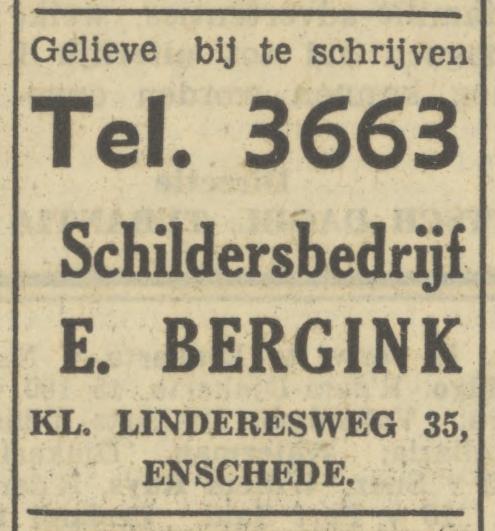 Gelieve bij te schrijven
Tel. 3663
Schildersbedrijf
E. BERGINK
KL. LINDERESWEG 35,
ENSCHEDE.